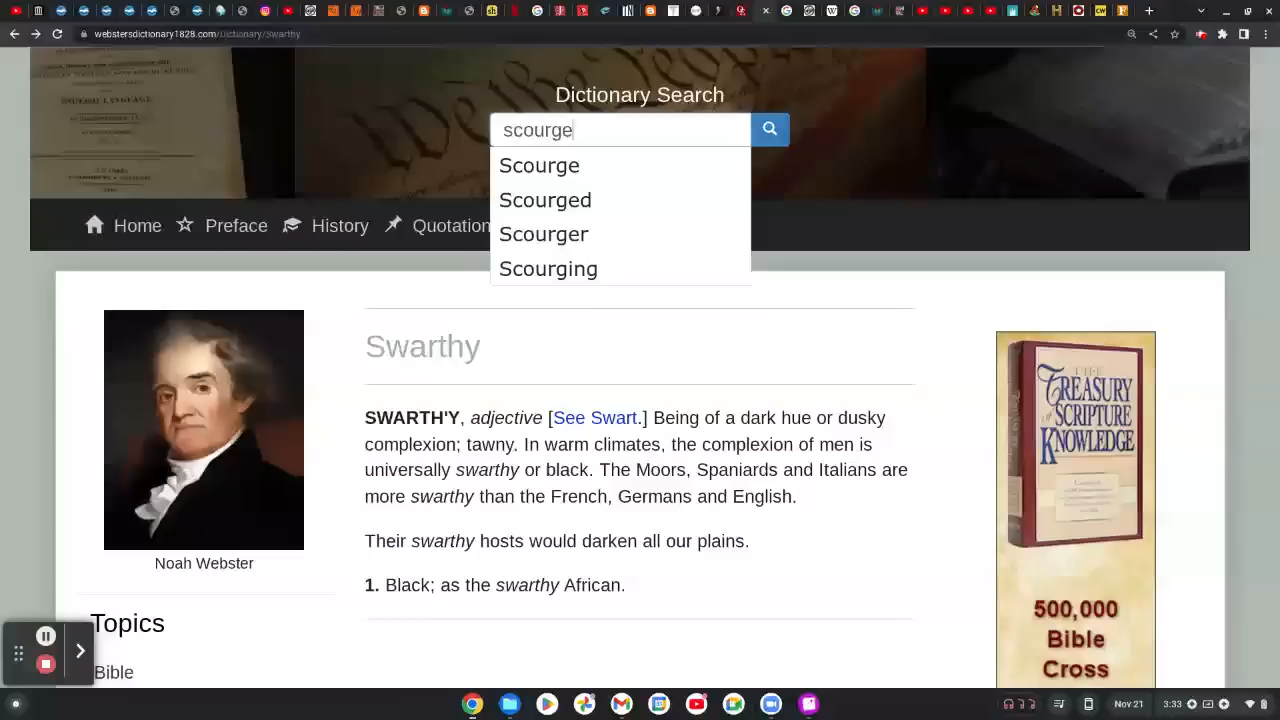 webstersdictionary1828.com/Dictionary/Swarthy
We the People
Dictionary Search
scourge
Scourge
Scourged
Scourger
Scourging
Home Preface History Quotation
Swarthy
SWARTH'Y, adjective [See Swart.] Being of a dark hue or dusky
complexion; tawny. In warm climates, the complexion of men is
universally swarthy or black. The Moors, Spaniards and Italians are
more swarthy than the French, Germans and English.
Their swarthy hosts would darken all our plains.
1. Black; as the swarthy African.
Noah Webster
Topics
Bible
THE
TREASURY
of SCRIPTURE
KNOWLEDGE
500,000
Bible
Cross
Nov 21 3:33